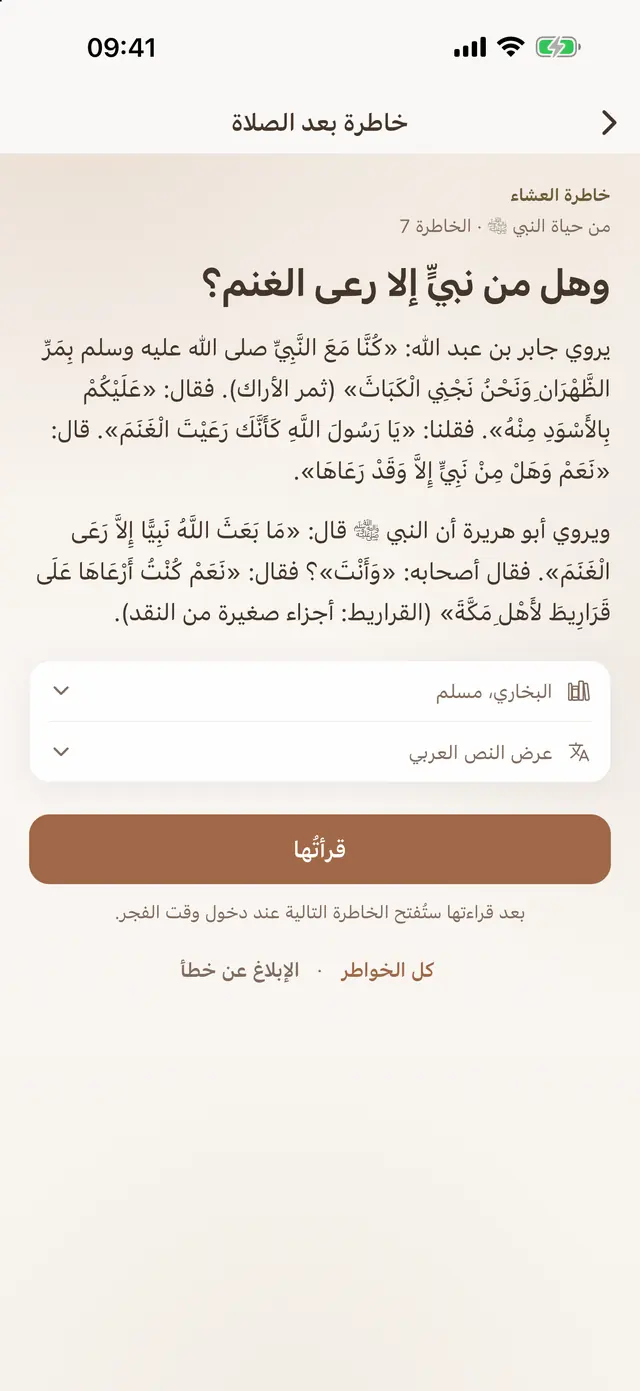 09:41
خاطرة بعد الصلاة
خاطرة العشاء
من حياة النبي ﷺ · الخاطرة 7
وهل من نبيٍّ إلا رعى الغنم؟
يروي جابر بن عبد الله: «كُنَّا مَعَ النَّبِيِّ صلى الله عليه وسلم بِمَرِّ
الظَّهْرَانِ وَنَحْنُ نَجْنِي الْكَبَاثَ» (ثمر الأراك). فقال: «عَلَيْكُمْ
بِالأَسْوَدِ مِنْهُ». فقلنا: «يَا رَسُولَ اللَّهِ كَأَنَّكَ رَعَيْتَ الْغَنَمَ». قال:
«نَعَمْ وَهَلْ مِنْ نَبِيٍّ إِلاَّ وَقَدْ رَعَاهَا».
ويروي أبو هريرة أن النبي ﷺ قال: «مَا بَعَثَ اللَّهُ نَبِيًّا إِلاَّ رَعَى
الْغَنَمَ». فقال أصحابه: «وَأَنْتَ»؟ فقال: «نَعَمْ كُنْتُ أَرْعَاهَا عَلَى
قَرَارِيطَ لأَهْلِ مَكَّةَ» (القراريط: أجزاء صغيرة من النقد).
البخاري، مسلم
عرض النص العربي
قرأتُها
بعد قراءتها ستُفتح الخاطرة التالية عند دخول وقت الفجر.
كل الخواطر · الإبلاغ عن خطأ